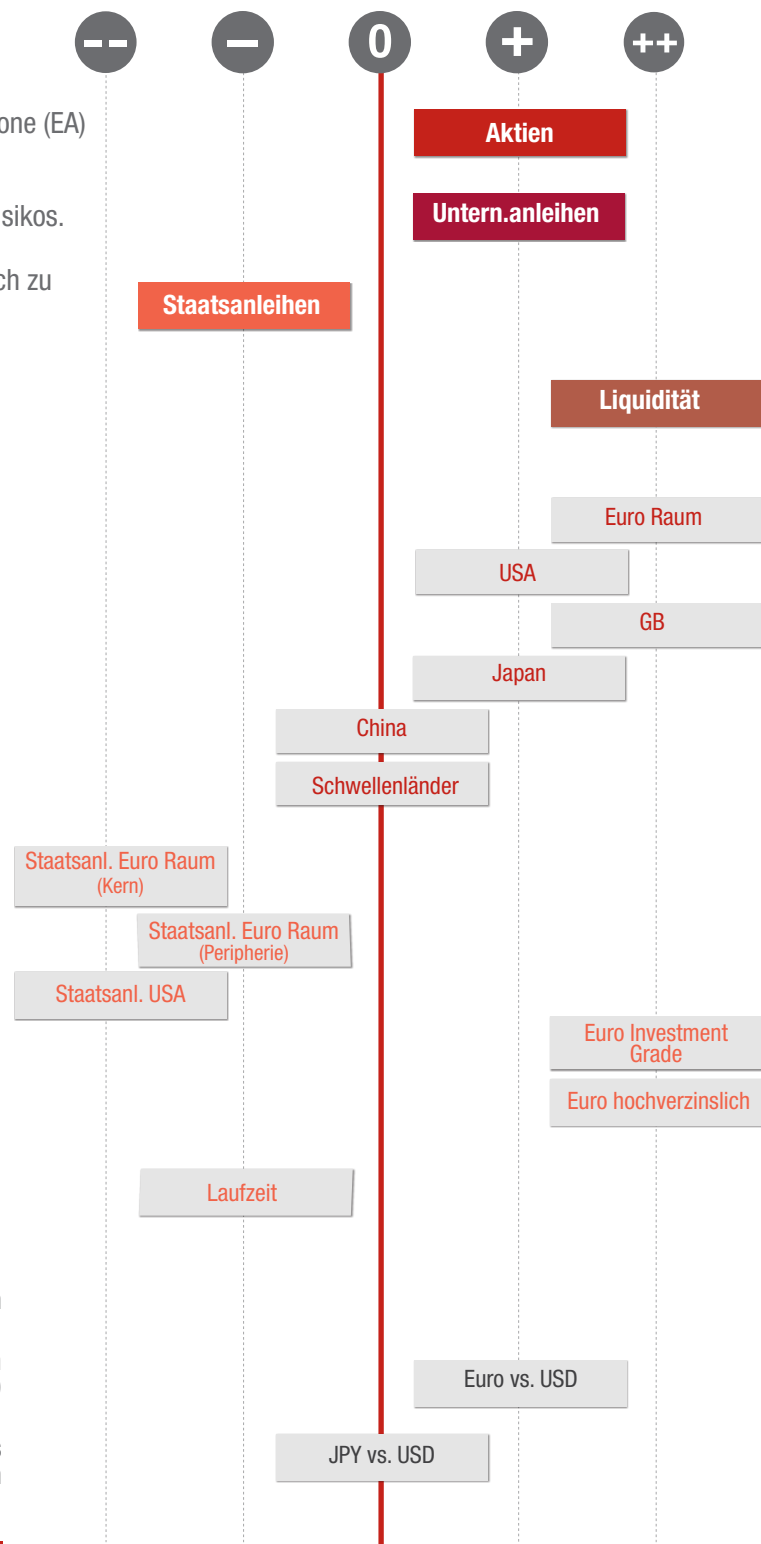 -- – 0 + ++
one (EA)
Aktien
sikos.
Untern.anleihen
ch zu
Staatsanleihen
Liquidität
Euro Raum
USA
GB
Japan
China
Schwellenländer
Staatsanl. Euro Raum
(Kern)
Staatsanl. Euro Raum
(Peripherie)
Staatsanl. USA
Euro Investment
Grade
Euro hochverzinslich
Laufzeit
Euro vs. USD
JPY vs. USD